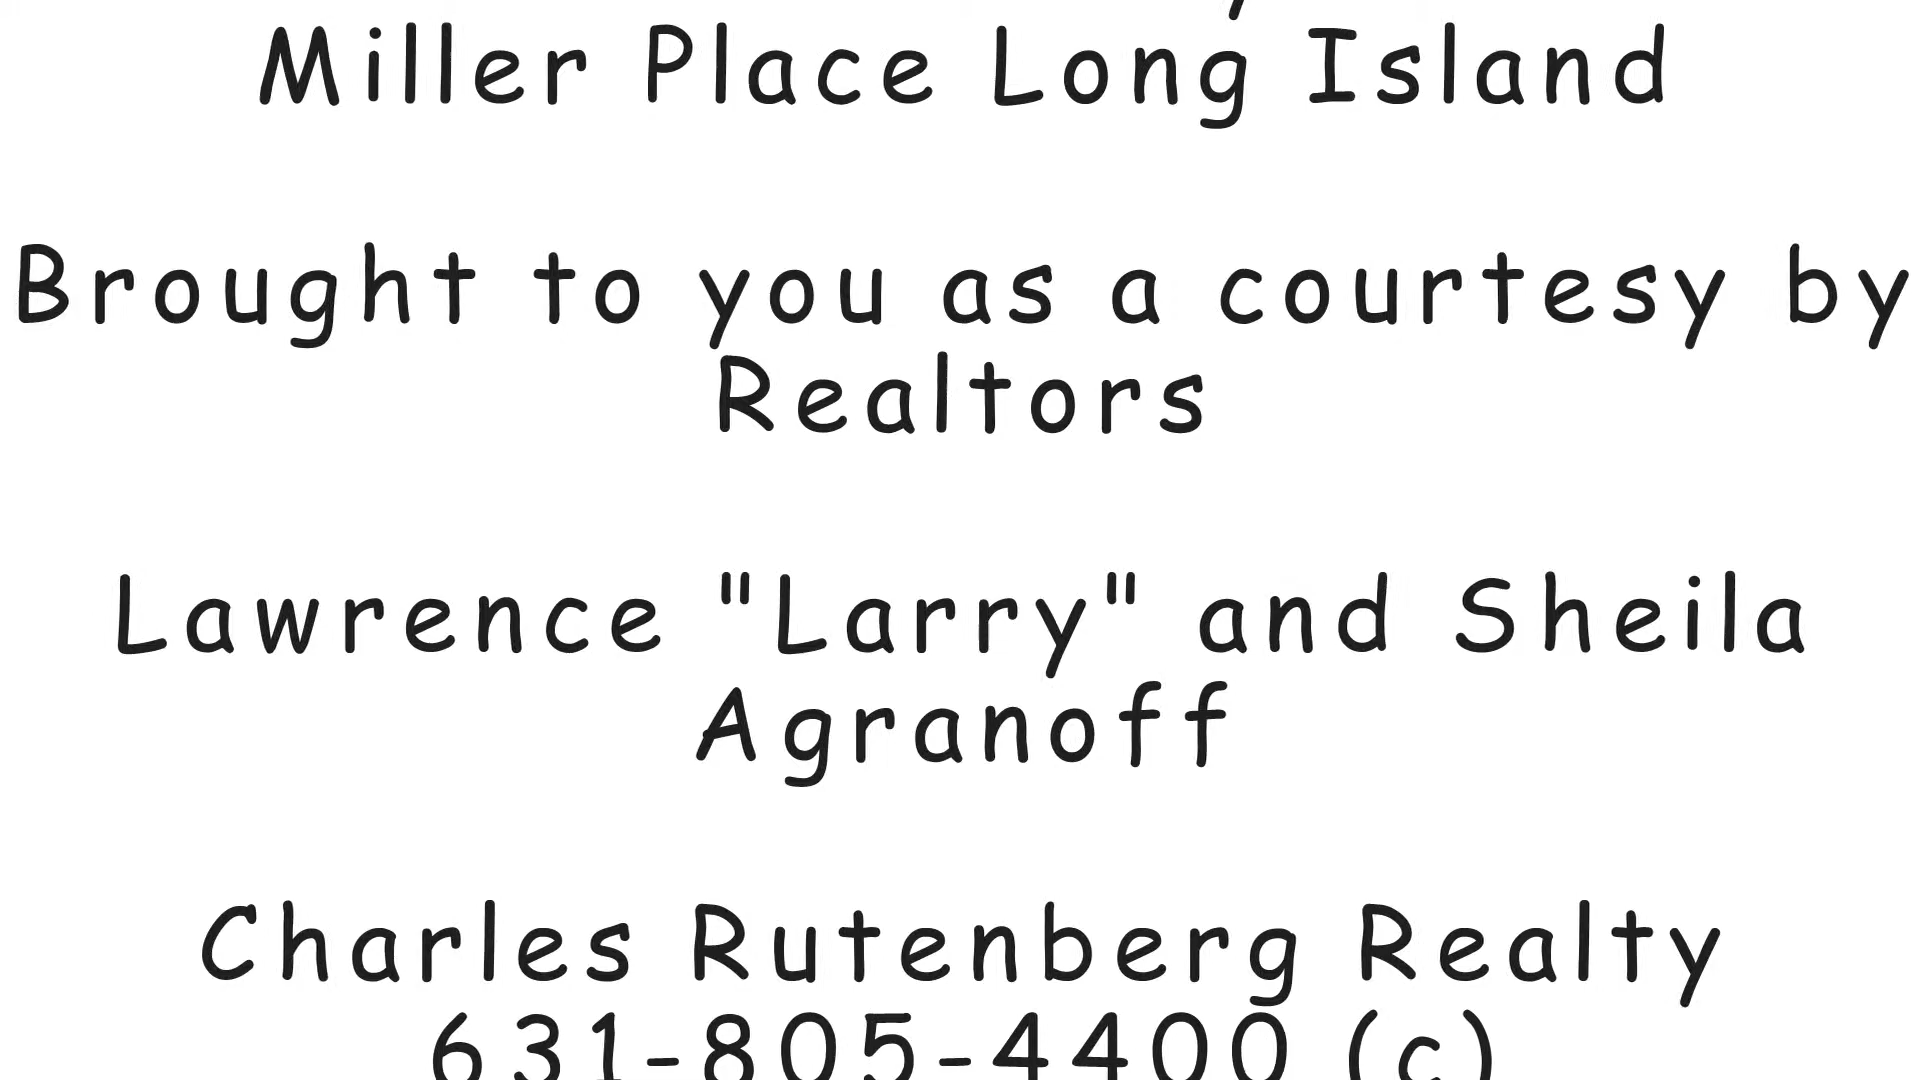 Miller Place Long Island
Brought to you as a courtesy by
Realtors
Lawrence "Larry" and Sheila
Agranoff
Charles Rutenberg Realty
631-805-4400 (c)